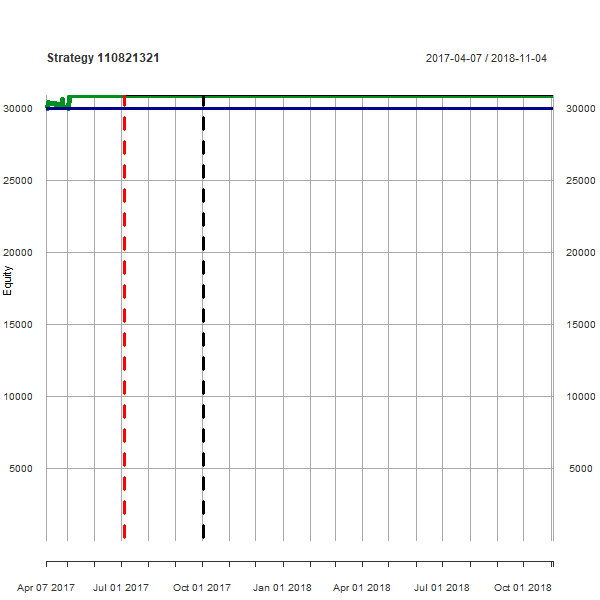 Strategy 110821321
2017-04-07 / 2018-11-04
30000
30000
25000
25000
20000
20000
Equity
15000
15000
10000
10000
5000
5000
Apr 07 2017
Jul 01 2017
Oct 01 2017
Jan 01 2018
Apr 01 2018
Jul 01 2018
Oct 01 2018